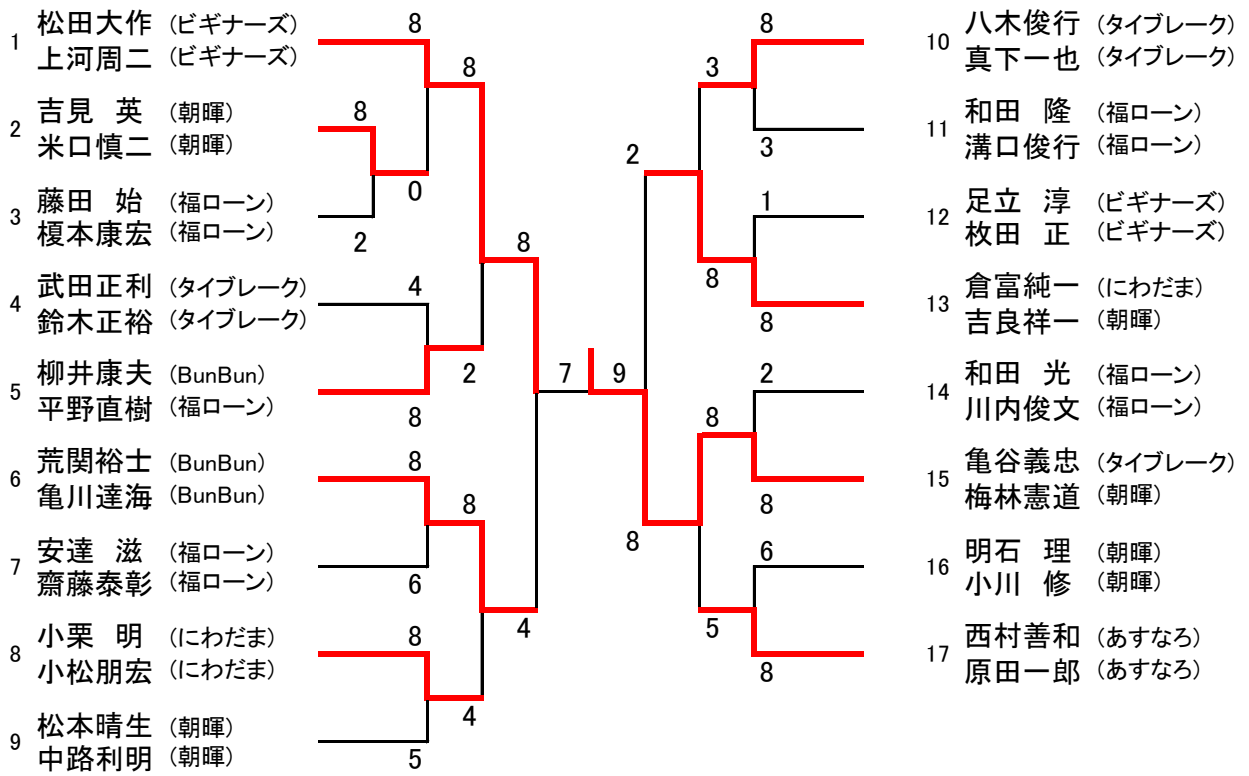 1
松田大作 (ビギナーズ)
上河周二 (ビギナーズ)
2
吉見　英 (朝暉)
米口慎二 (朝暉)
3
藤田　始 (福ローン)
榎本康宏 (福ローン)
4
武田正利 (タイブレーク)
鈴木正裕 (タイブレーク)
5
柳井康夫 (BunBun)
平野直樹 (福ローン)
6
荒関裕士 (BunBun)
亀川達海 (BunBun)
7
安達　滋 (福ローン)
齋藤泰彰 (福ローン)
8
小栗　明 (にわだま)
小松朋宏 (にわだま)
9
松本晴生 (朝暉)
中路利明 (朝暉)
8
8
8
0
2
8
4
2
8
8
8
6
8
4
4
5
7
9
10
八木俊行 (タイブレーク)
真下一也 (タイブレーク)
11
和田　隆 (福ローン)
溝口俊行 (福ローン)
12
足立　淳 (ビギナーズ)
枚田　正 (ビギナーズ)
13
倉富純一 (にわだま)
吉良祥一 (朝暉)
14
和田　光 (福ローン)
川内俊文 (福ローン)
15
亀谷義忠 (タイブレーク)
梅林憲道 (朝暉)
16
明石　理 (朝暉)
小川　修 (朝暉)
17
西村善和 (あすなろ)
原田一郎 (あすなろ)
8
3
3
2
1
8
8
2
8
8
8
6
5
8